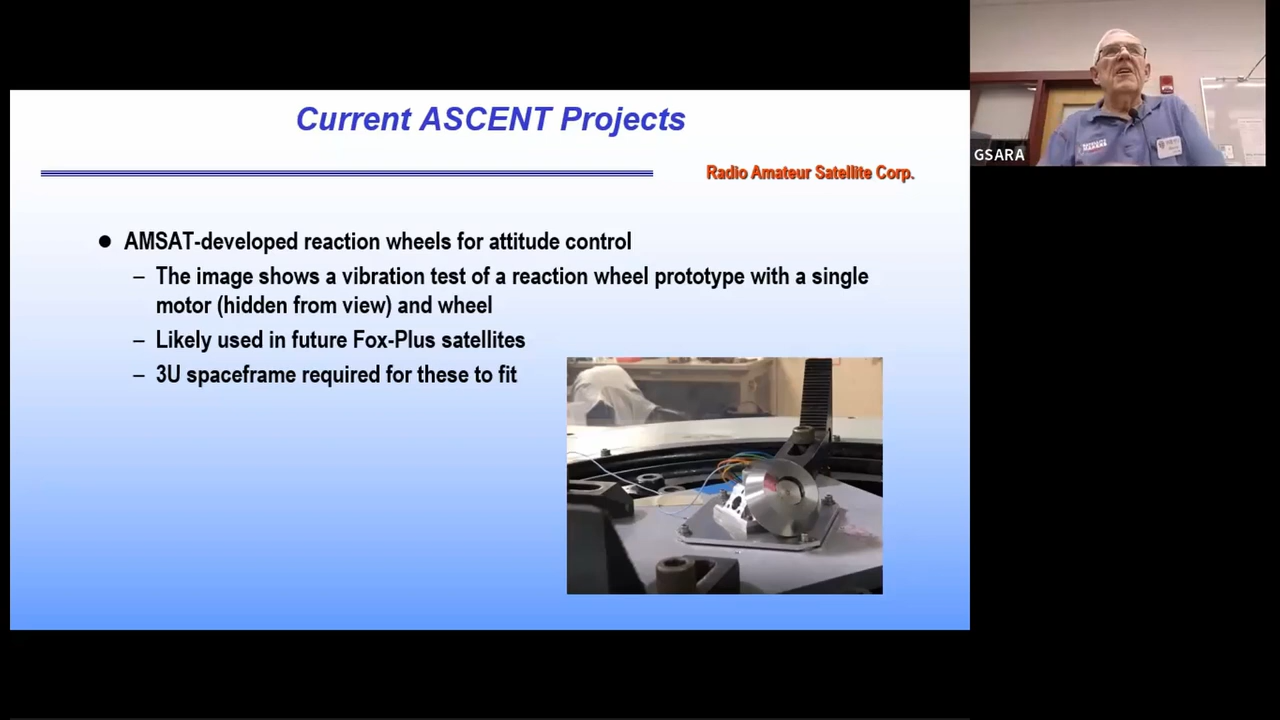 Current ASCENT Projects
Radio Amateur Satellite Corp.
● AMSAT-developed reaction wheels for attitude control
– The image shows a vibration test of a reaction wheel prototype with a single
motor (hidden from view) and wheel
– Likely used in future Fox-Plus satellites
– 3U spaceframe required for these to fit
GSARA